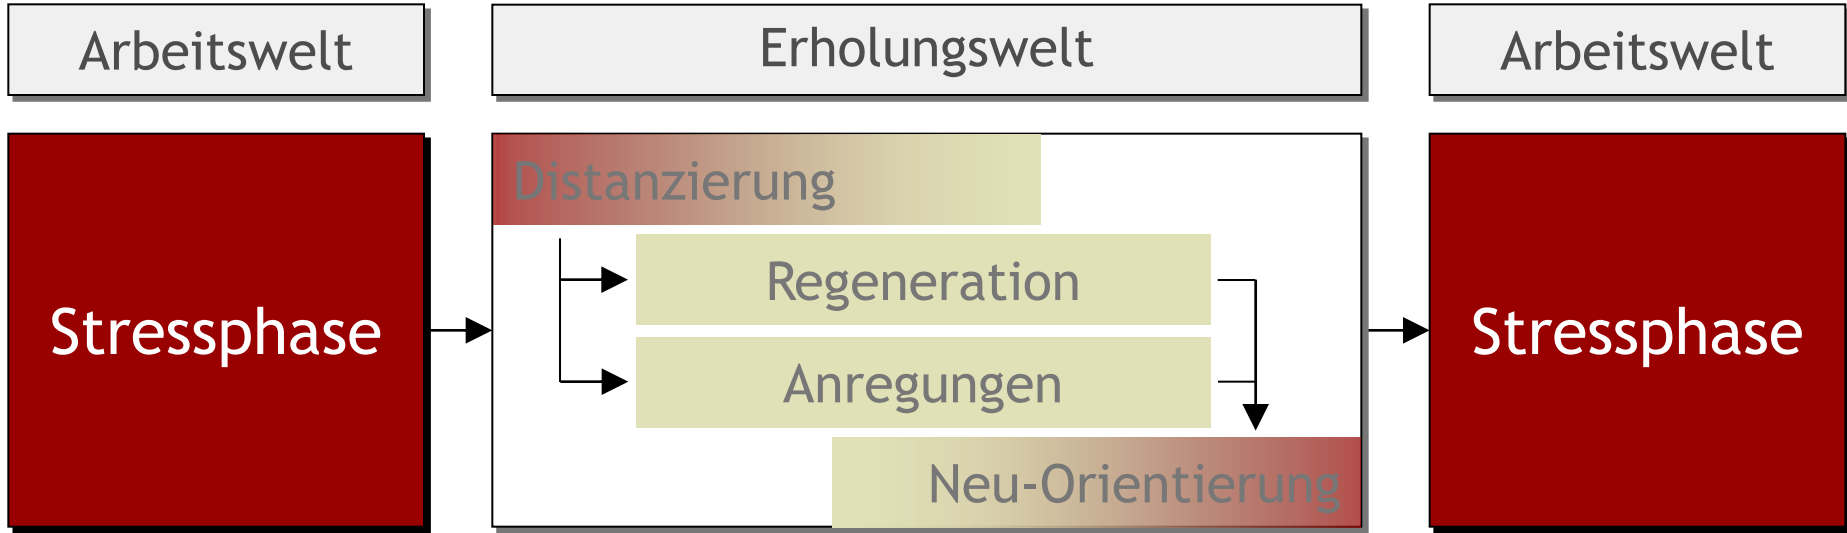 Arbeitswelt
Erholungswelt
Arbeitswelt
Stressphase
Distanzierung
Regeneration
Anregungen
Neu-Orientierung
Stressphase